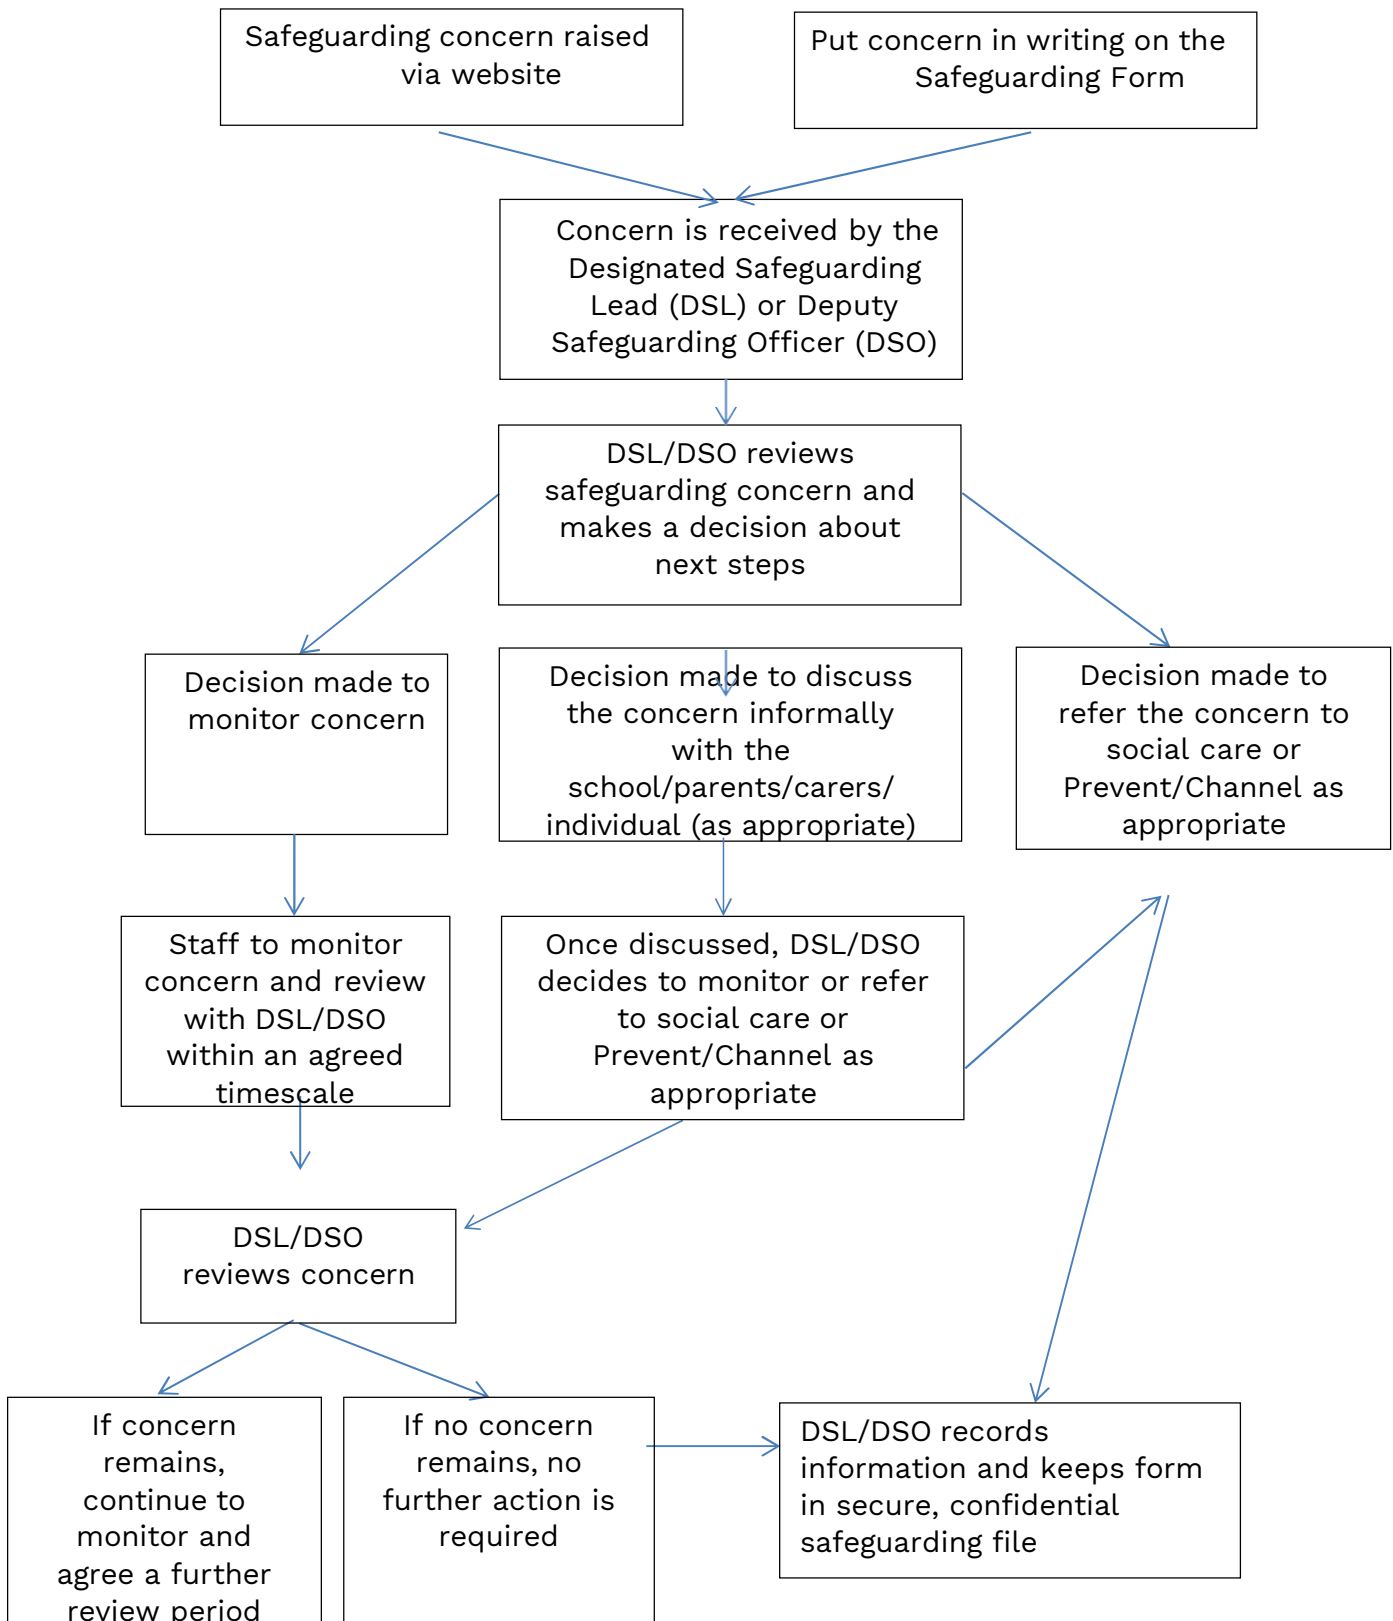 Safeguarding concern raised
via website
Put concern in writing on the
Safeguarding Form
Concern is received by the
Designated Safeguarding
Lead (DSL) or Deputy
Safeguarding Officer (DSO)
DSL/DSO reviews
safeguarding concern and
makes a decision about
next steps
Decision made to
monitor concern
Decision made to discuss
the concern informally
with the
school/parents/carers/
individual (as appropriate)
Decision made to
refer the concern to
social care or
Prevent/Channel as
appropriate
Staff to monitor
concern and review
with DSL/DSO
within an agreed
timescale
Once discussed, DSL/DSO
decides to monitor or refer
to social care or
Prevent/Channel as
appropriate
DSL/DSO
reviews concern
If concern
remains,
continue to
monitor and
agree a further
review period
If no concern
remains, no
further action is
required
DSL/DSO records
information and keeps form
in secure, confidential
safeguarding file